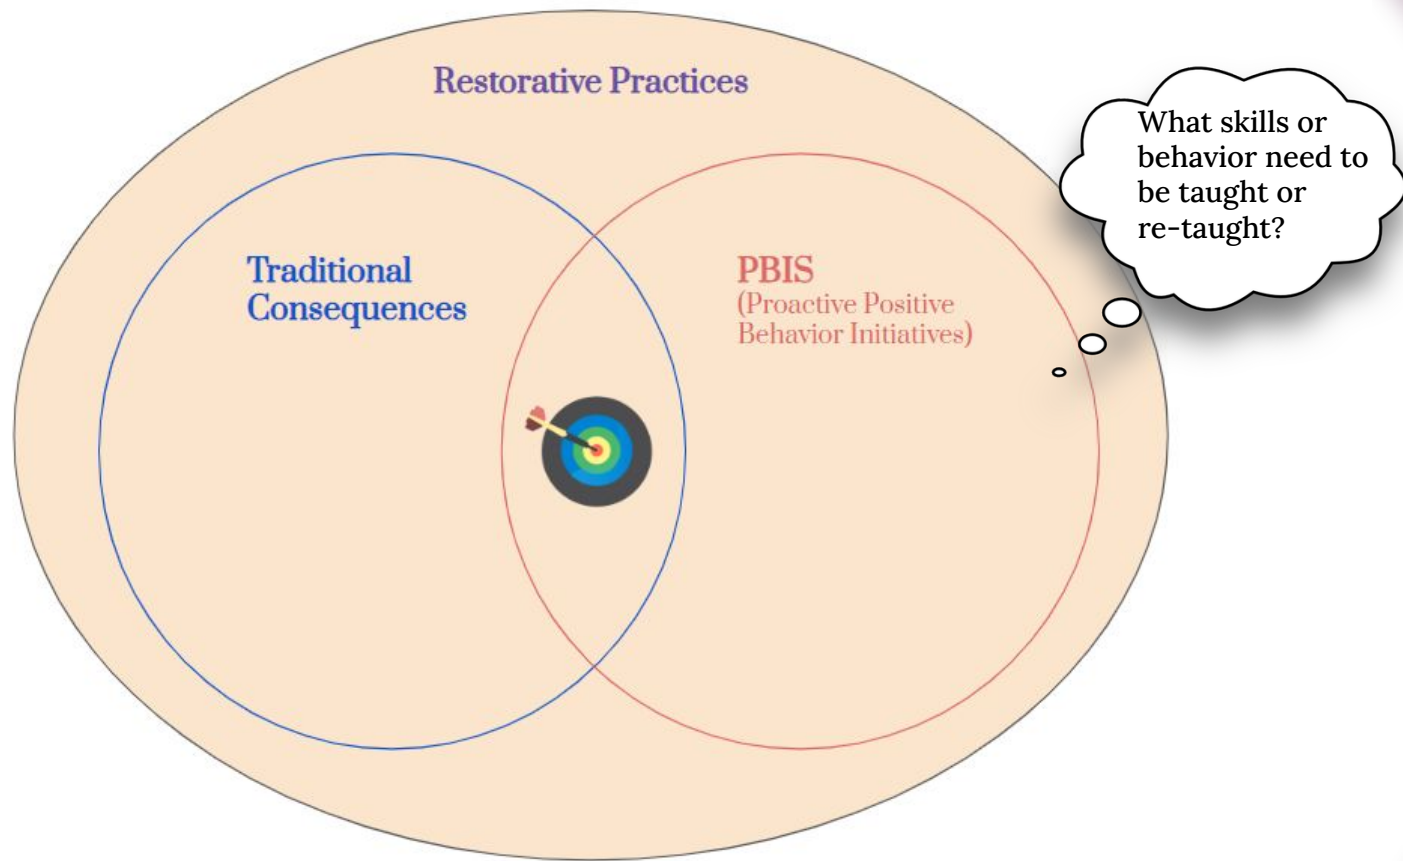 Restorative Practices
What skills or
behavior need to
be taught or
re-taught?
Traditional
Consequences
PBIS
(Proactive Positive
Behavior Initiatives)